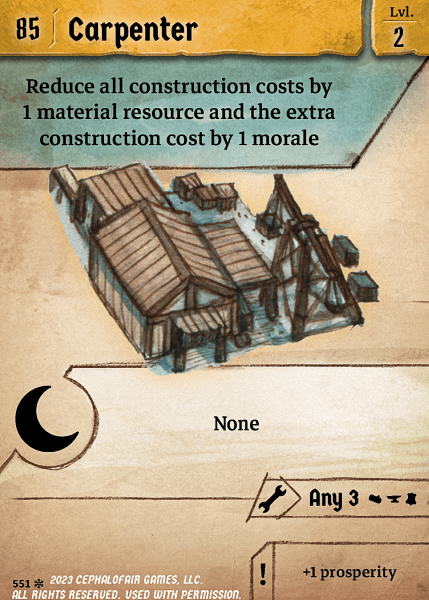 85 Carpenter
Lvl.
2
Reduce all construction costs by
1 material resource and the extra
construction cost by 1 morale
None
Any 3
! +1 prosperity
551 ✻ 2023 CEPHALOFAIR GAMES, LLC.
ALL RIGHTS RESERVED. USED WITH PERMISSION.